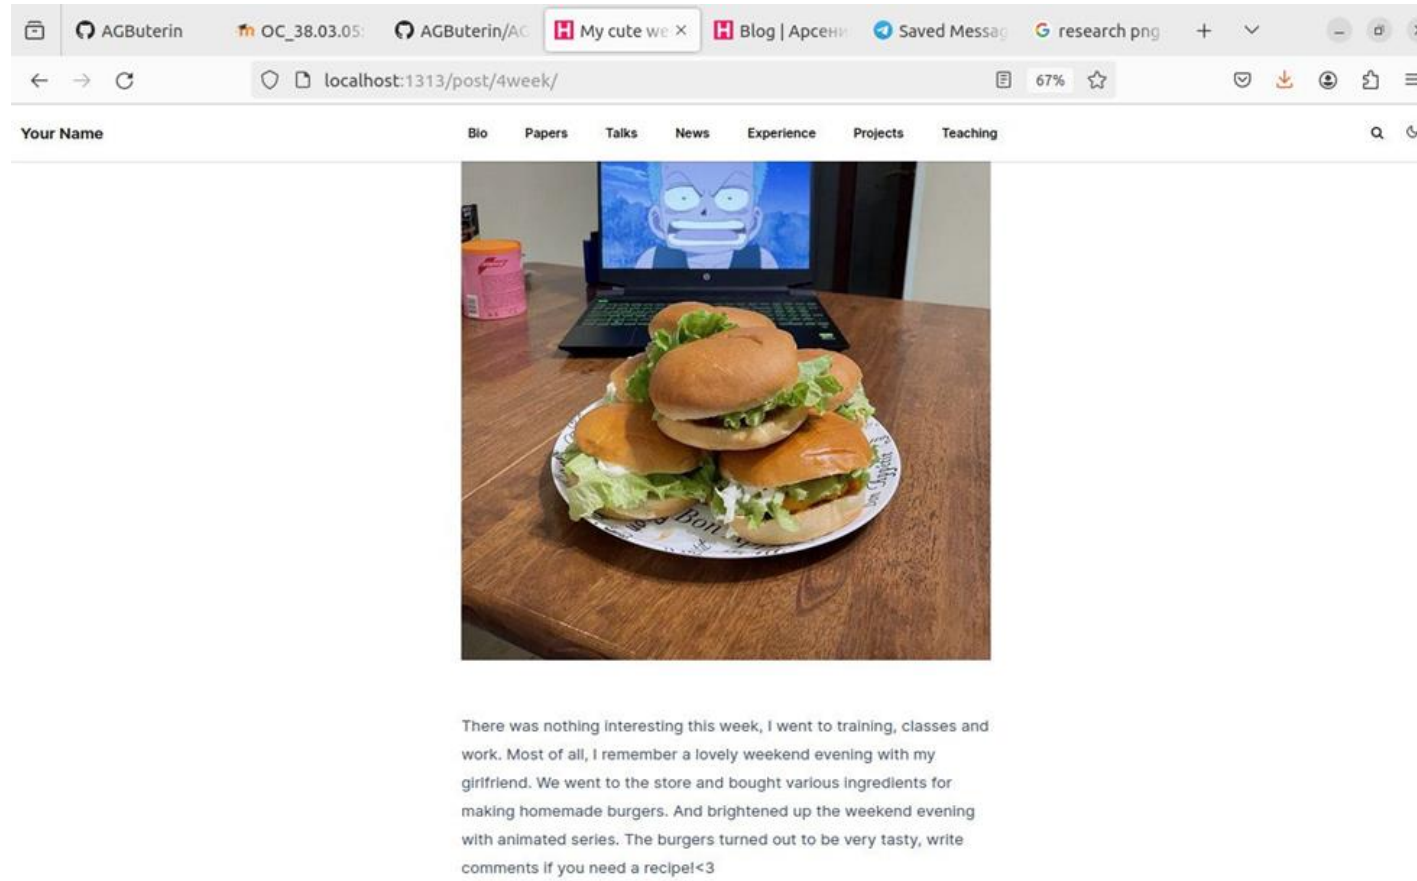 AGButerin
OC_38.03.05
AGButerin/AG
My cute we
Blog | Арсени
Saved Messag
research png
localhost:1313/post/4week/
67%
Your Name
Bio
Papers
Talks
News
Experience
Projects
Teaching
Bon Appétit
Bon
There was nothing interesting this week, I went to training, classes and
work. Most of all, I remember a lovely weekend evening with my
girlfriend. We went to the store and bought various ingredients for
making homemade burgers. And brightened up the weekend evening
with animated series. The burgers turned out to be very tasty, write
comments if you need a recipe!<3